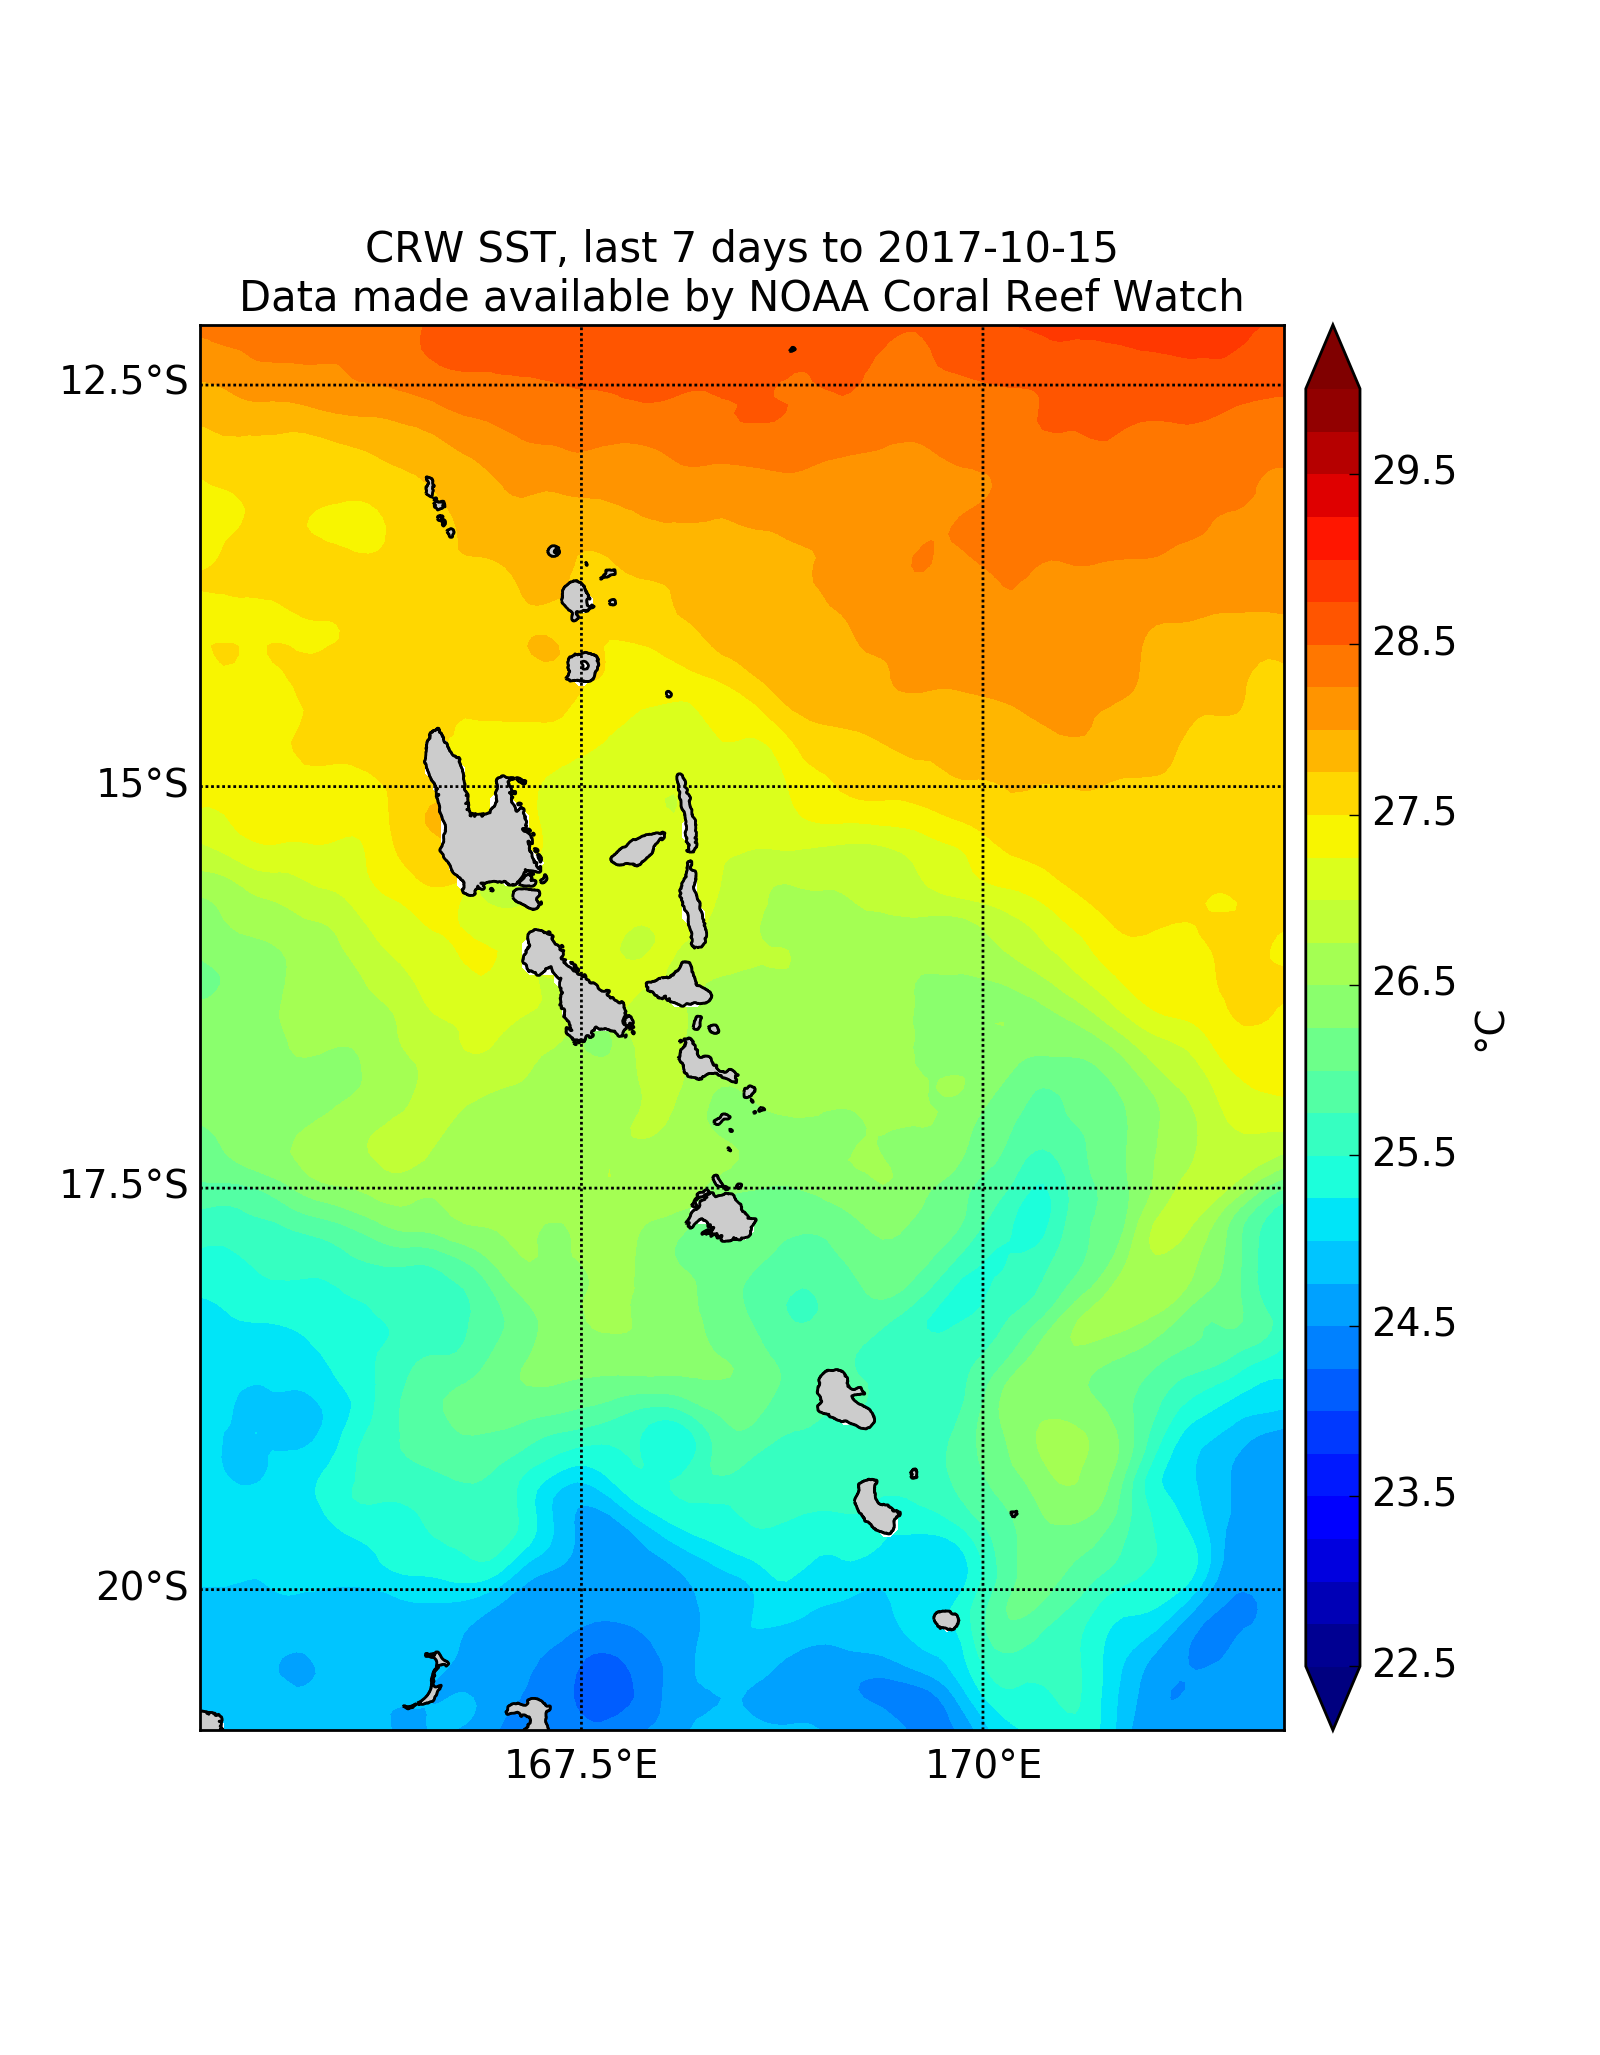 CRW SST, last 7 days to 2017-10-15
Data made available by NOAA Coral Reef Watch
12.5°S
15°S
17.5°S
20°S
167.5°E
170°E
29.5
28.5
27.5
26.5
25.5
24.5
23.5
22.5
°C